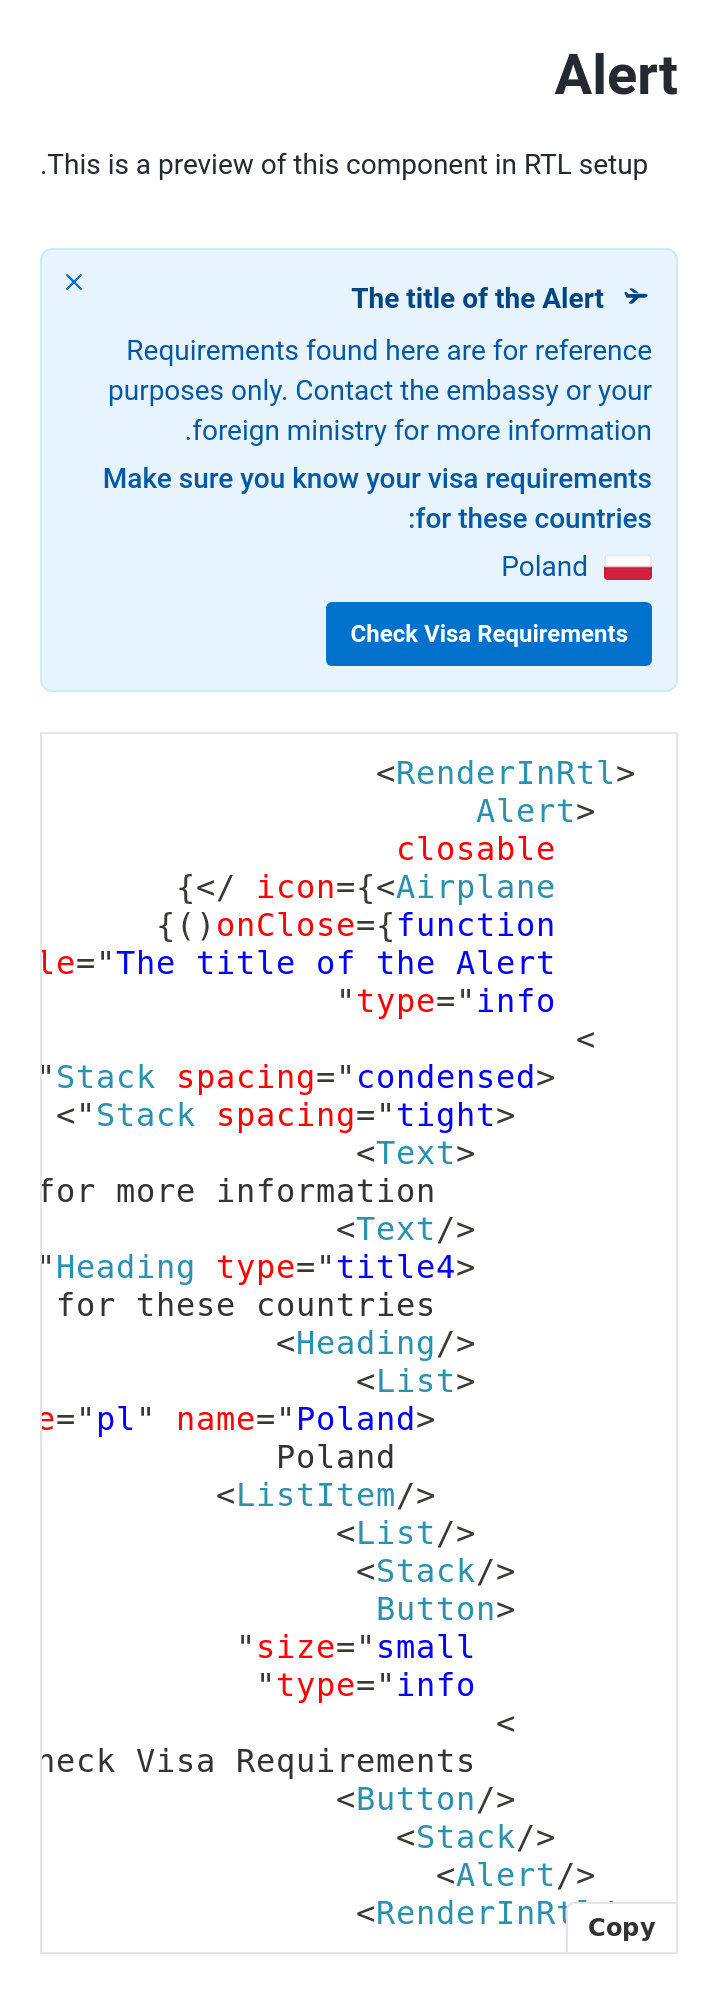 Alert
.This is a preview of this component in RTL setup
The title of the Alert
Requirements found here are for reference
purposes only. Contact the embassy or your
.foreign ministry for more information
Make sure you know your visa requirements
:for these countries
Poland
Check Visa Requirements
<RenderInRtl>
Alert>
closable
{</ icon={<Airplane
{()onClose={function
le="The title of the Alert
"type="info
<
"Stack spacing="condensed>
<"Stack spacing="tight>
<Text>
for more information
<Text/>
"Heading type="title4>
for these countries
<Heading/>
<List>
e="pl" name="Poland>
Poland
<ListItem/>
<List/>
<Stack/>
Button>
"size="small
"type="info
<
Visa Requirements
<Button/>
<Stack/>
<Alert/>
<RenderInRtl
Copy